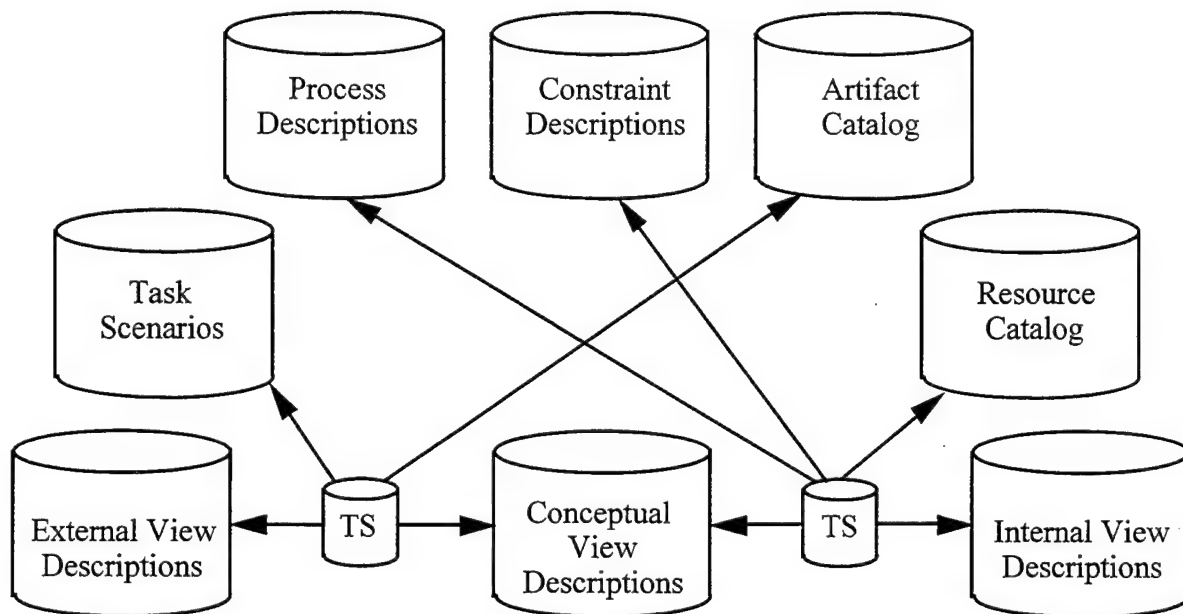 Process
Descriptions
Constraint
Descriptions
Artifact
Catalog
Task
Scenarios
Resource
Catalog
External View
Descriptions
TS
Conceptual
View
Descriptions
TS
Internal View
Descriptions